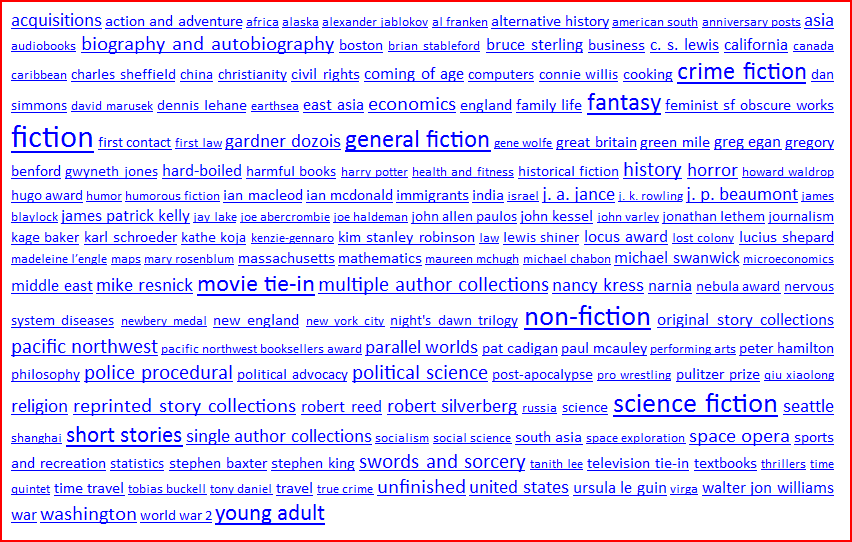 acquisitions action and adventure africa alaska alexander jablokov al franken alternative history american south anniversary posts asia
audiobooks biography and autobiography boston brian stableford bruce sterling business c. s. lewis california canada
caribbean charles sheffield china christianity civil rights coming of age computers connie willis cooking crime fiction dan
simmons david marusek dennis lehane earthsea east asia economics england family life fantasy feminist sf obscure works
fiction first contact first law gardner dozois general fiction gene wolfe great britain green mile greg egan gregory
benford gwyneth jones hard-boiled harmful books harry potter health and fitness historical fiction history horror howard waldrop
hugo award humor humorous fiction ian macleod ian mcdonald immigrants india israel j. a. jance j. k. rowling j. p. beaumont james
blaylock james patrick kelly jay lake joe abercrombie joe haldeman john allen paulos john kessel john varley jonathan lethem journalism
kage baker karl schroeder kathe koja kenzie-gennaro kim stanley robinson law lewis shiner locus award lost colony lucius shepard
madeleine l'engle maps mary rosenblum massachusetts mathematics maureen mchugh michael chabon michael swanwick microeconomics
middle east mike resnick movie tie-in multiple author collections nancy kress narnia nebula award nervous
system diseases newbery medal new england new york city night's dawn trilogy non-fiction original story collections
pacific northwest pacific northwest booksellers award parallel worlds pat cadigan paul mcauley performing arts peter hamilton
philosophy police procedural political advocacy political science post-apocalypse pro wrestling pulitzer prize qiu xiaolong
religion reprinted story collections robert reed robert silverberg russia science science fiction seattle
shanghai short stories single author collections socialism social science south asia space exploration space opera sports
and recreation statistics stephen baxter stephen king swords and sorcery tanith lee television tie-in textbooks thrillers time
quintet time travel tobias buckell tony daniel travel true crime unfinished united states ursula le guin virga walter jon williams
war washington world war 2 young adult